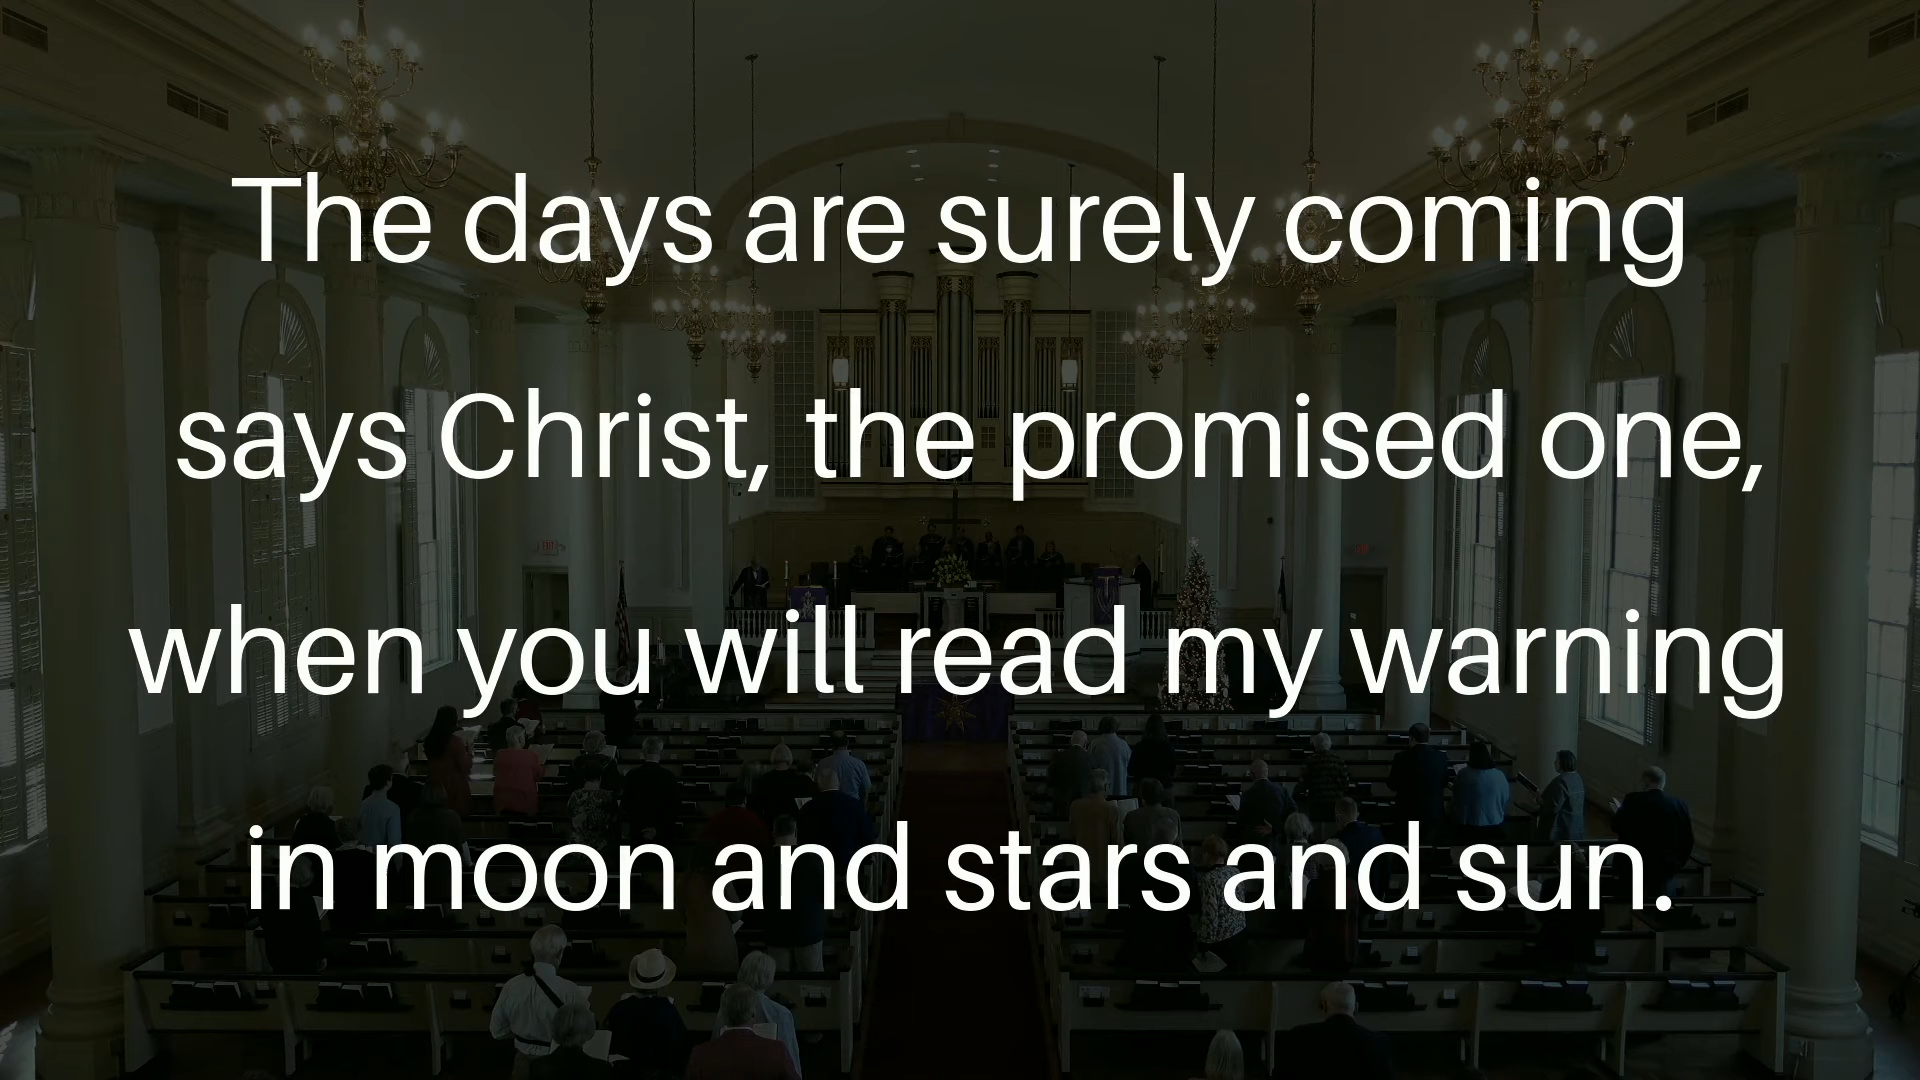 The days are surely coming
says Christ, the promised one,
when you will read my warning
in moon and stars and sun.
EXIT